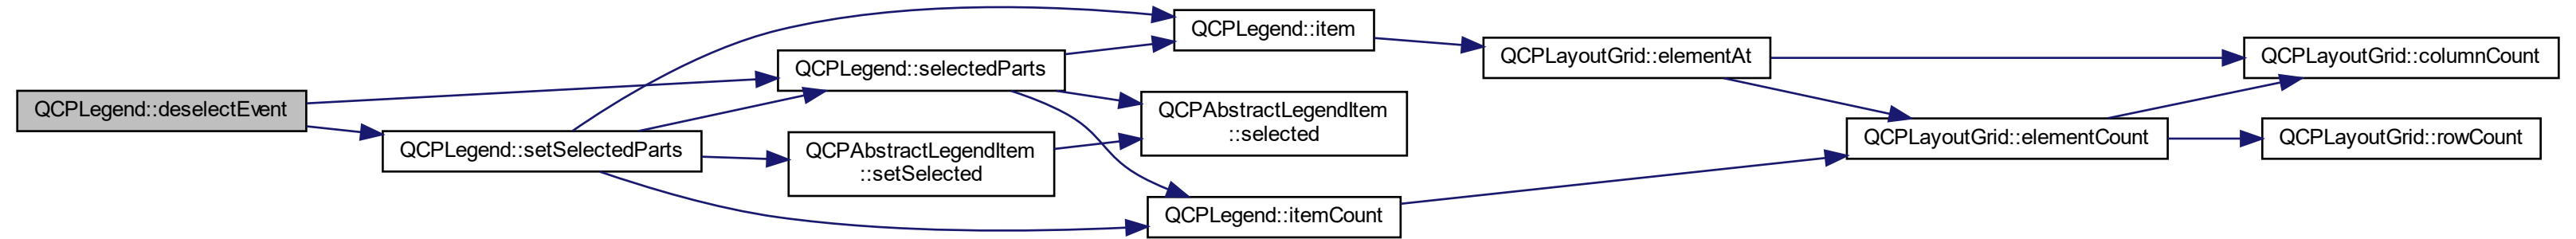 QCPLegend::deselectEvent
QCPLegend::selectedParts
QCPLegend::setSelectedParts
QCPLegend::item
QCPAbstractLegendItem
::selected
QCPAbstractLegendItem
::setSelected
QCPLegend::itemCount
QCPLayoutGrid::elementAt
QCPLayoutGrid::elementCount
QCPLayoutGrid::columnCount
QCPLayoutGrid::rowCount